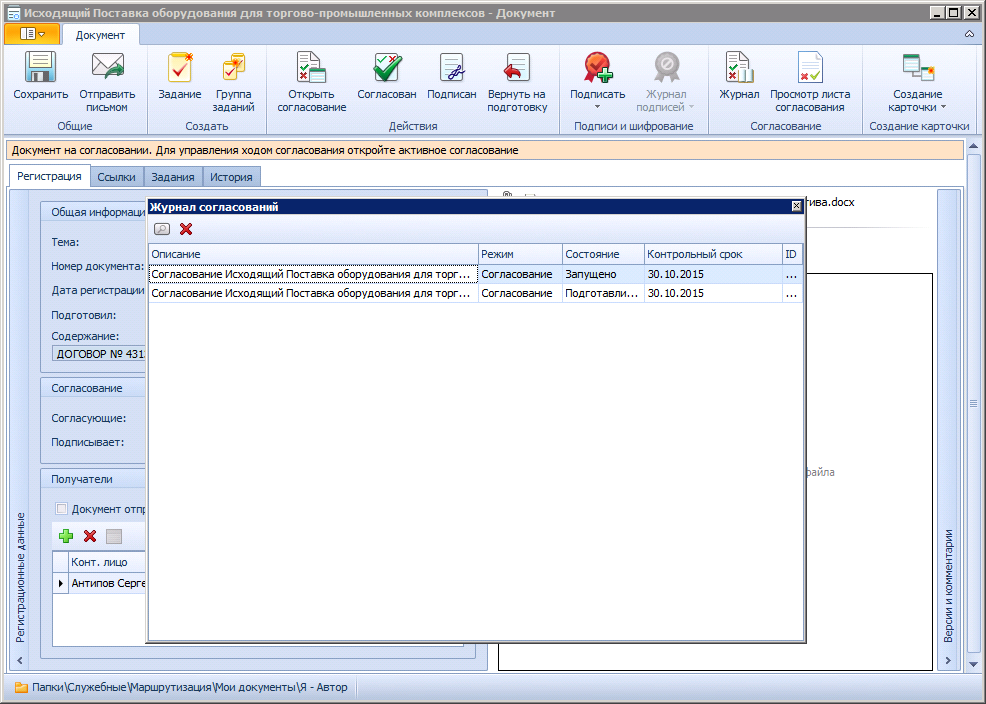 Исходящий Поставка оборудования для торгово-промышленных комплексов - Документ
Документ
Сохранить
Отправить письмом
Общие
Задание
Группа заданий
Создать
Открыть согласование
Согласован
Подписан
Вернуть на подготовку
Действия
Подписать
Журнал подписей
Подписи и шифрование
Журнал
Просмотр листа согласования
Согласование
Создание карточки
Создание карточки
Документ на согласовании. Для управления ходом согласования откройте активное согласование
Регистрация Ссылки Задания История
Регистрационные данные
Общая информаци
Тема:
Номер документа:
Дата регистрации
Подготовил:
Содержание:
ДОГОВОР № 431
Согласование
Согласующие:
Подписывает:
Получатели
Документ отпр
Конт. лицо
Антипов Серге
Журнал согласований
Описание Режим Состояние Контрольный срок ID
Согласование Исходящий Поставка оборудования для торг... Согласование Запущено 30.10.2015 ...
Согласование Исходящий Поставка оборудования для торг... Согласование Подготавли... 30.10.2015 ...
тива.docx
файла
Версии и комментарии
Папки\Служебные\Маршрутизация\Мои документы\Я - Автор